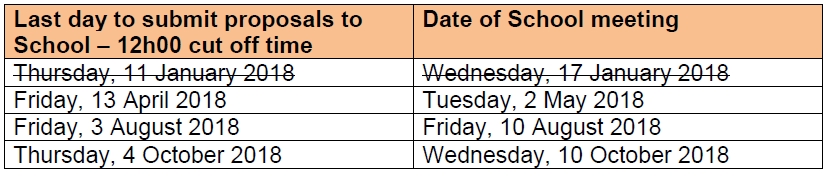 Last day to submit proposals to
School – 12h00 cut off time
Date of School meeting
Thursday, 11 January 2018
Wednesday, 17 January 2018
Friday, 13 April 2018
Tuesday, 2 May 2018
Friday, 3 August 2018
Friday, 10 August 2018
Thursday, 4 October 2018
Wednesday, 10 October 2018